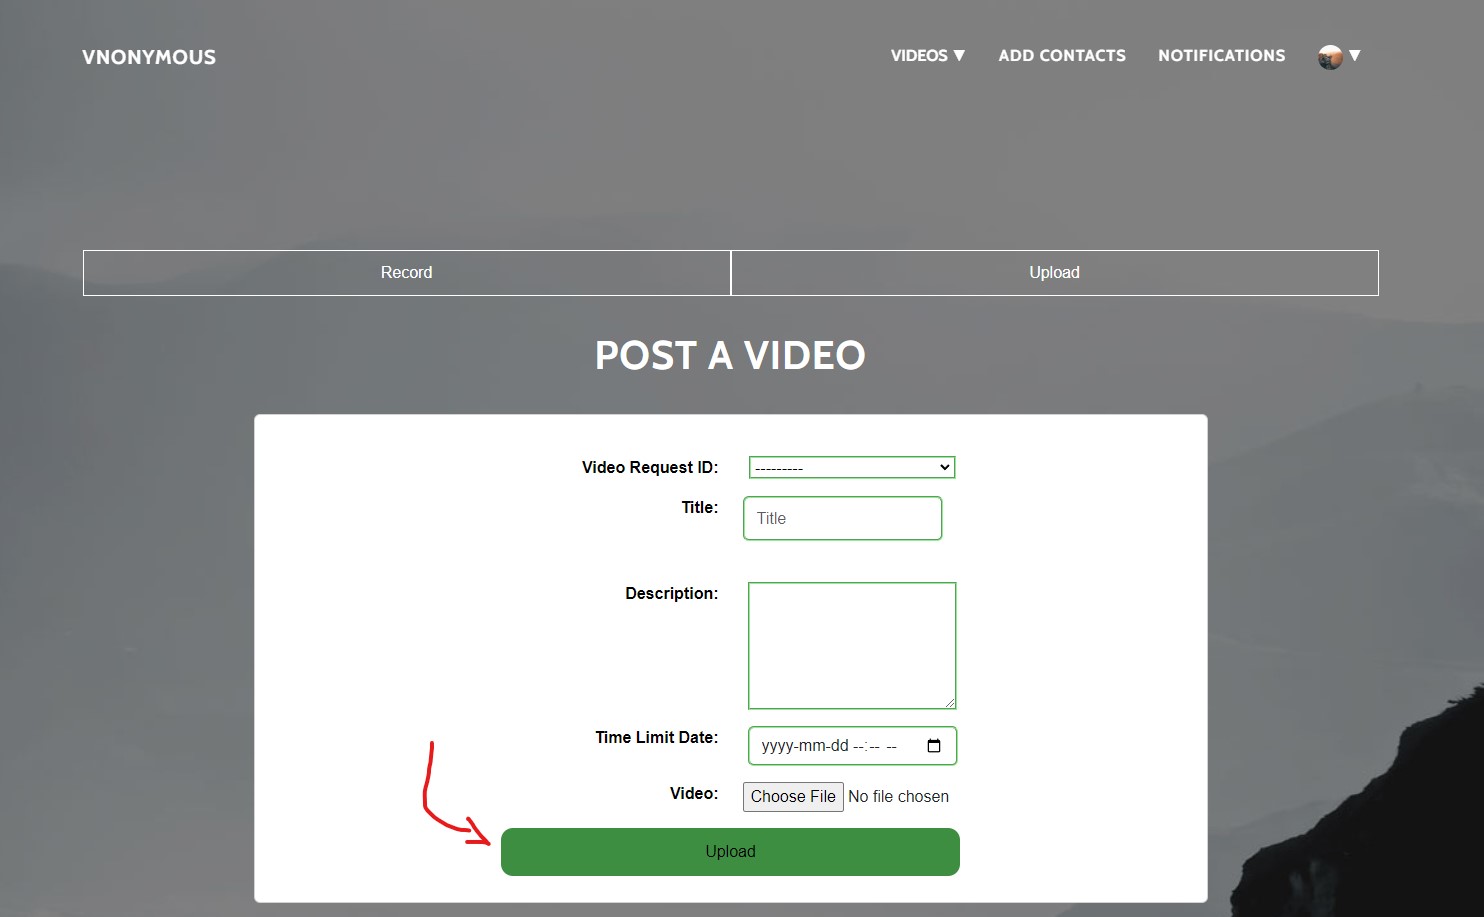 VNONYMOUS
VIDEOS ▼ ADD CONTACTS NOTIFICATIONS ▼
Record Upload
POST A VIDEO
Video Request ID: ---------
Title: Title
Description:
Time Limit Date: yyyy-mm-dd --:-- --
Video: Choose File No file chosen
Upload